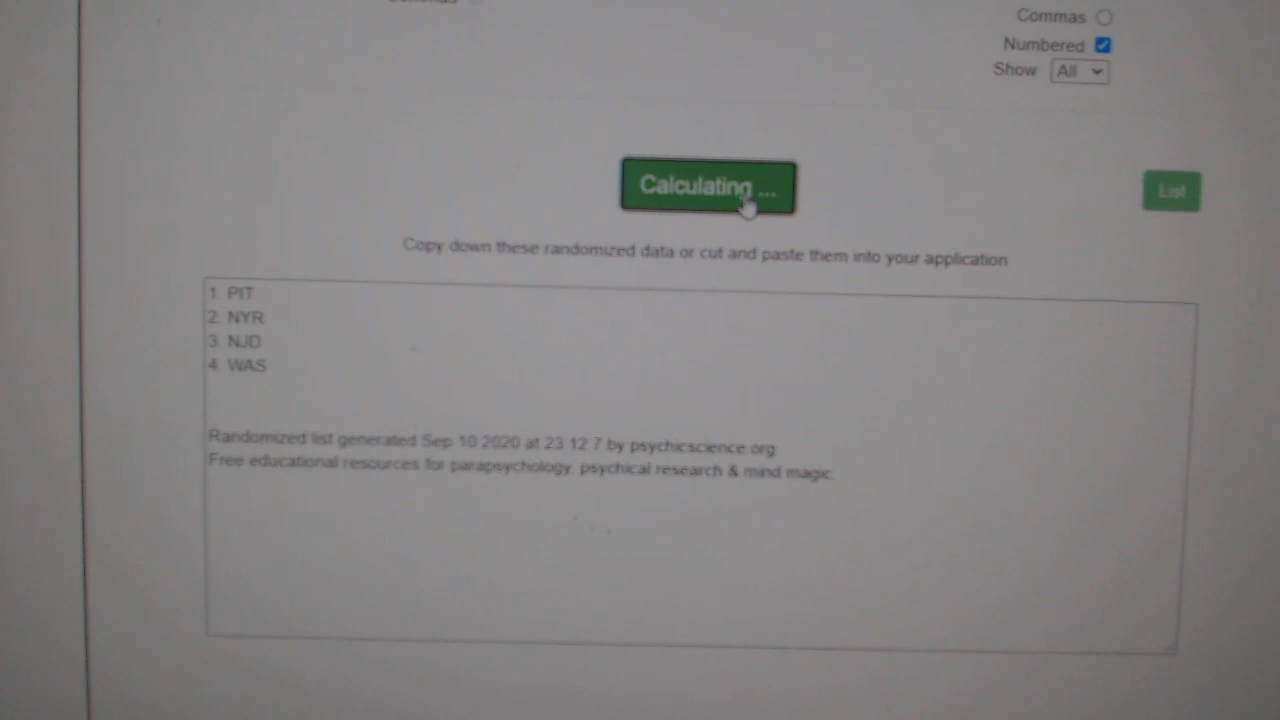 Commas
Numbered
Show All
Calculating ...
List
Copy down these randomized data or cut and paste them into your application
1. PIT
2. NYR
3. NJD
4. WAS
Randomized list generated Sep 10 2020 at 23 12 7 by psychicscience.org
Free educational resources for parapsychology, psychical research & mind magic.